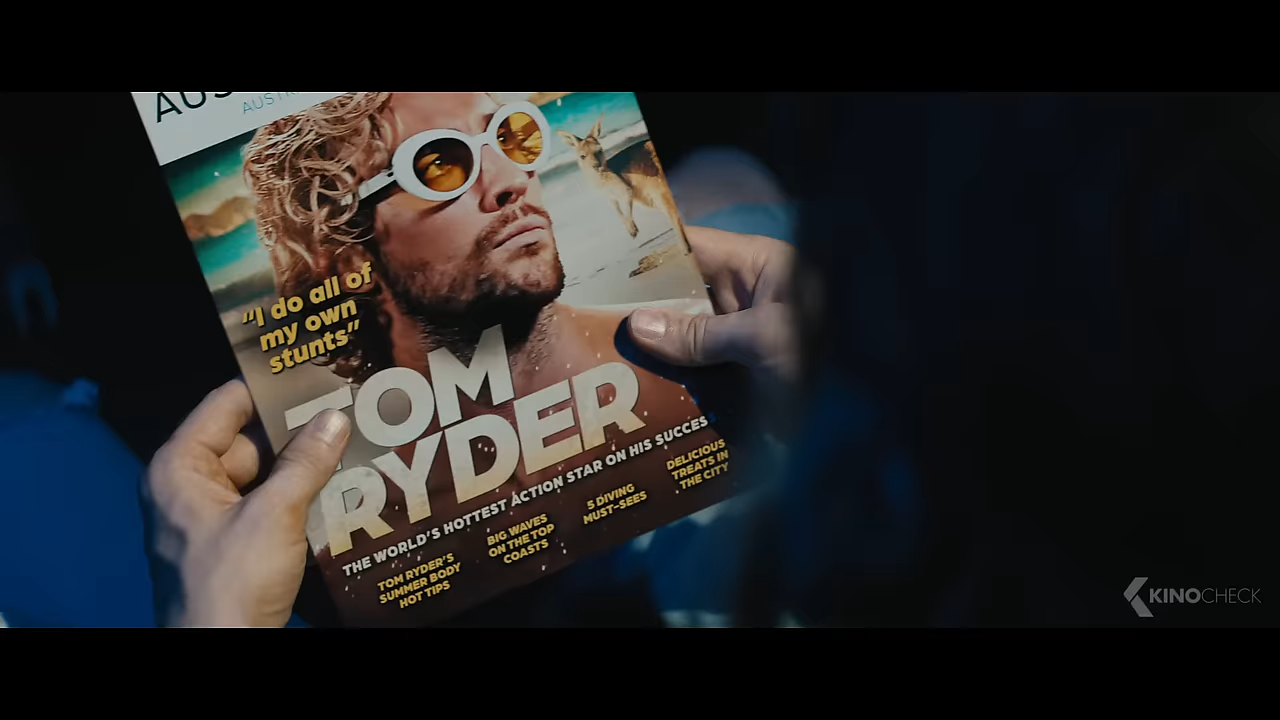 "I do all of
my own
stunts"
TOM
RYDER
THE WORLD'S HOTTEST ACTION STAR ON HIS SUCCES
TOM RYDER'S
SUMMER BODY
HOT TIPS
BIG WAVES
ON THE TOP
COASTS
5 DIVING
MUST-SEES
DELICIOUS
TREATS IN
THE CITY
KINOCHECK